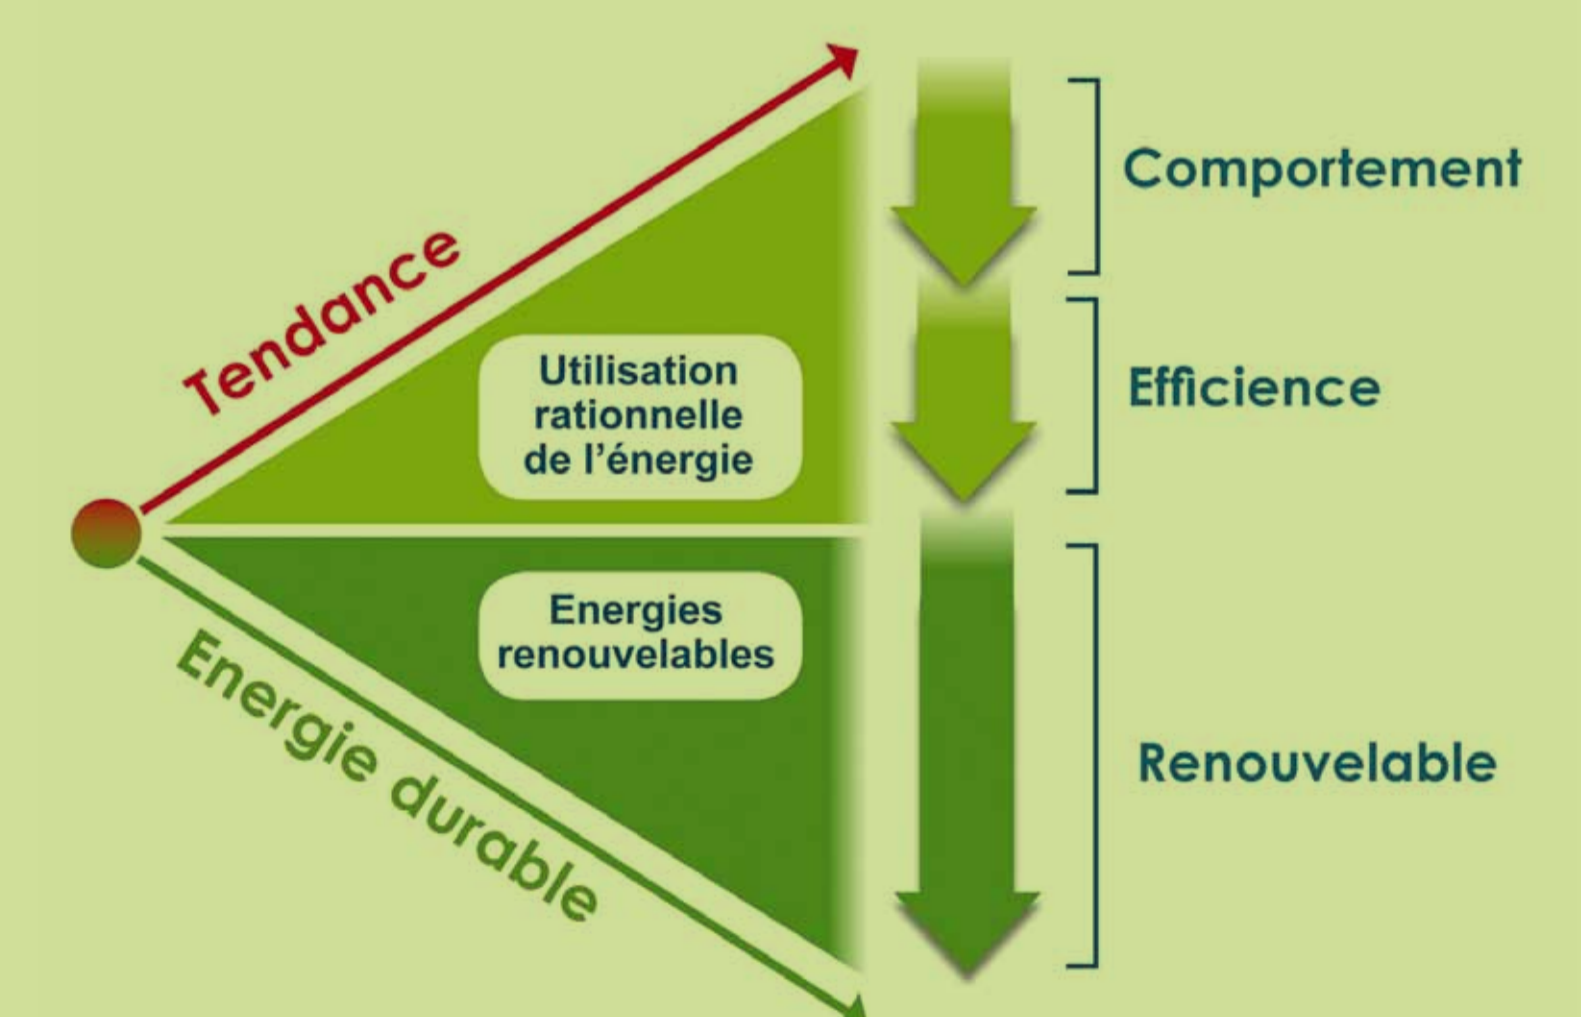 Tendance
Utilisation
rationnelle
de l'énergie
Energies
renouvelables
Energie durable
Comportement
Efficience
Renouvelable